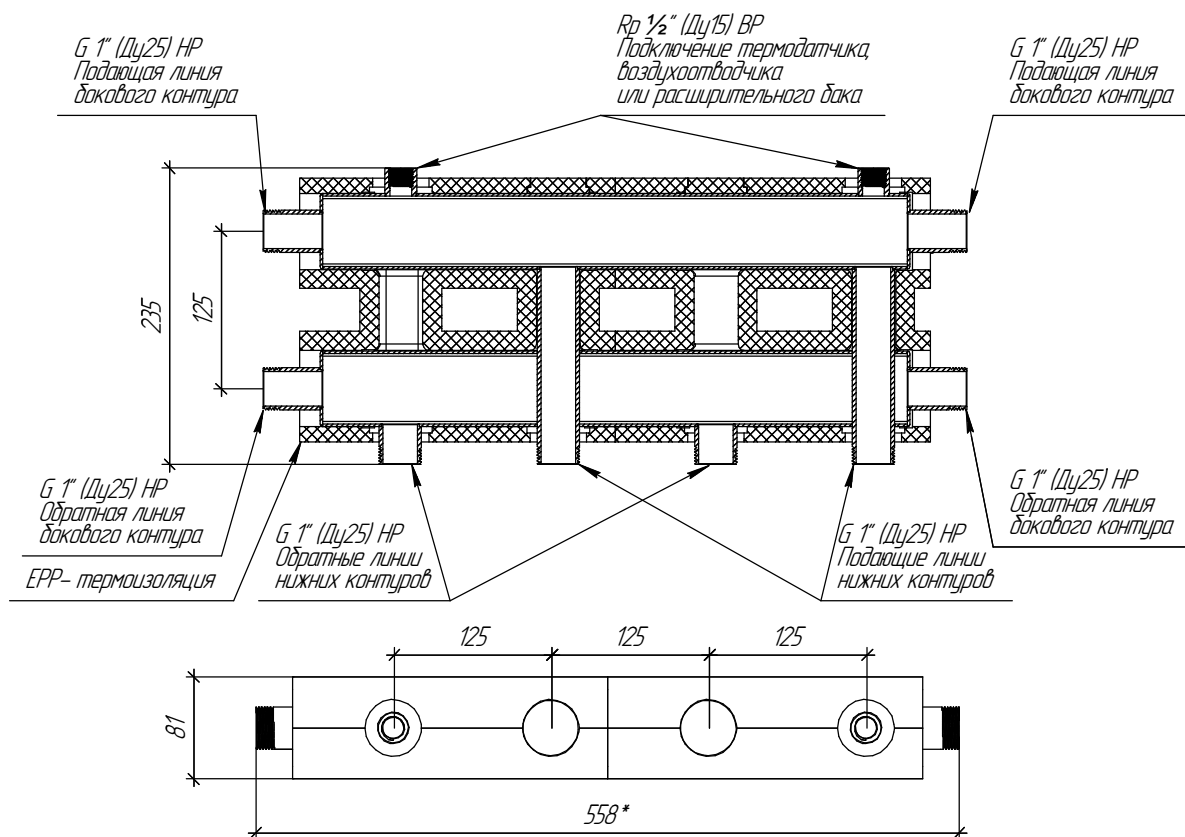 G 1" (Ду25) НР
Подающая линия
бокового контура
Rp ½" (Ду15) ВР
Подключение термодатчика,
воздухоотводчика
или расширительного бака
G 1" (Ду25) НР
Подающая линия
бокового контура
235
125
G 1" (Ду25) НР
Обратная линия
бокового контура
EPP- термоизоляция
G 1" (Ду25) НР
Обратные линии
нижних контуров
G 1" (Ду25) НР
Подающие линии
нижних контуров
G 1" (Ду25) НР
Обратная линия
бокового контура
125
125
125
81
558*